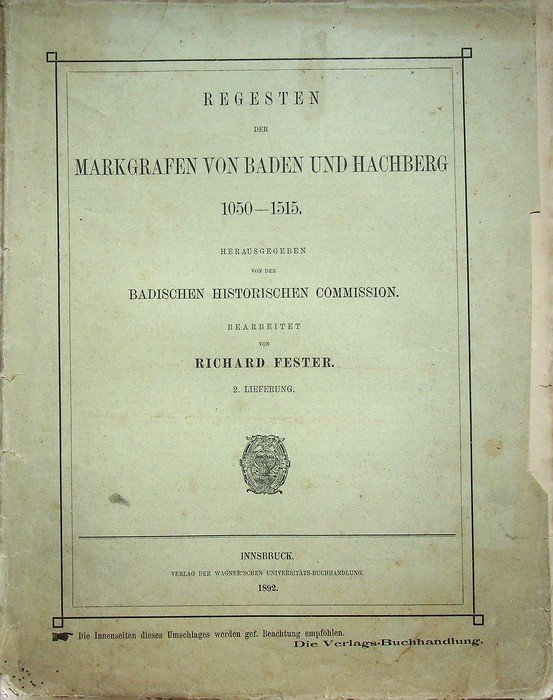 REGESTEN
DER
MARKGRAFEN VON BADEN UND HACHBERG
1050—1515.
HERAUSGEGEBEN
VON DER
BADISCHEN HISTORISCHEN COMMISSION.
BEARBEITET
VON
RICHARD FESTER.
2. LIEFERUNG.
INNSBRUCK.
VERLAG DER WAGNER'SCHEN UNIVERSITÄTS-BUCHHANDLUNG.
1892.
Die Innenseiten dieses Umschlages werden gef. Beachtung empfohlen.
Die Verlags-Buchhandlung.